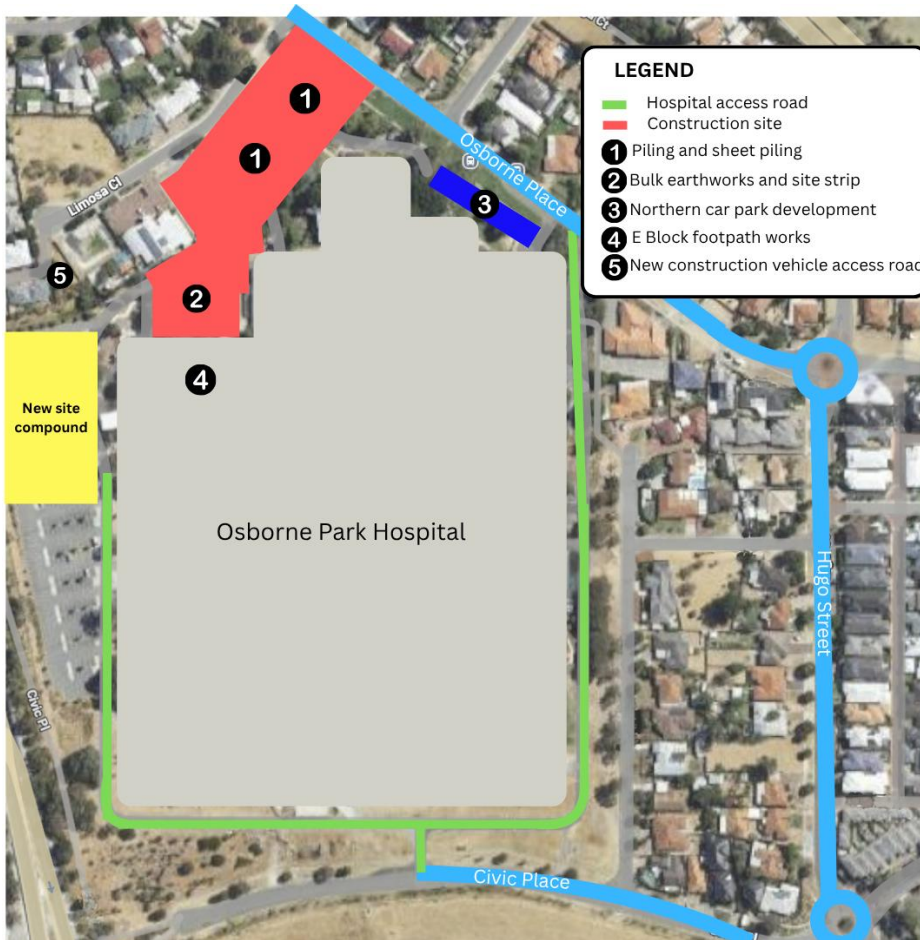 LEGEND
Hospital access road
Construction site
1 Piling and sheet piling
2 Bulk earthworks and site strip
3 Northern car park development
4 E Block footpath works
5 New construction vehicle access road
1
1
Osborne Place
3
Limosa Cl
5
2
4
New site
compound
Osborne Park Hospital
Hugo Street
Civic Pl
Civic Place